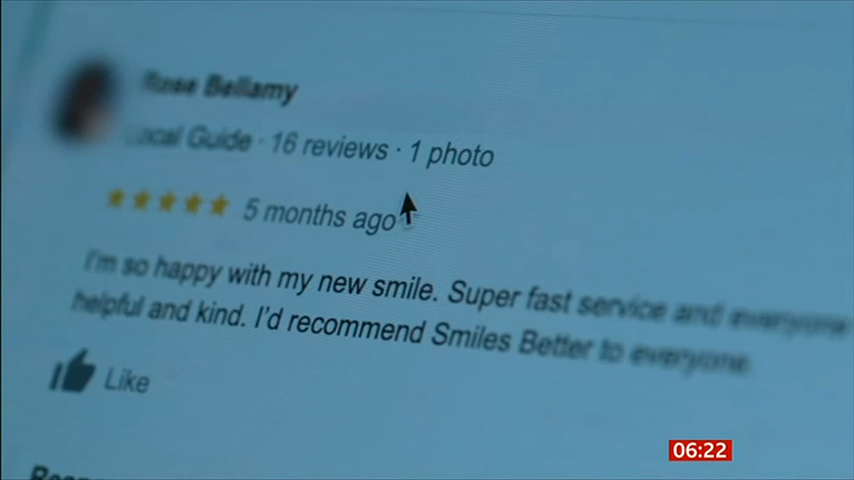 Rose Bellamy
Local Guide · 16 reviews · 1 photo
5 months ago
I'm so happy with my new smile. Super fast service and everyone
helpful and kind. I'd recommend Smiles Better to everyone.
Like
06:22